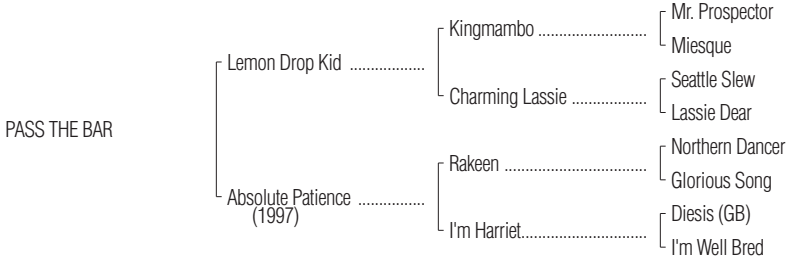 Mr. Prospector
Kingmambo ..........................
Miesque
Lemon Drop Kid ..................
Seattle Slew
Charming Lassie ..................
Lassie Dear
PASS THE BAR
Northern Dancer
Rakeen ..................................
Glorious Song
Absolute Patience ................
(1997)
Diesis (GB)
I'm Harriet..............................
I'm Well Bred